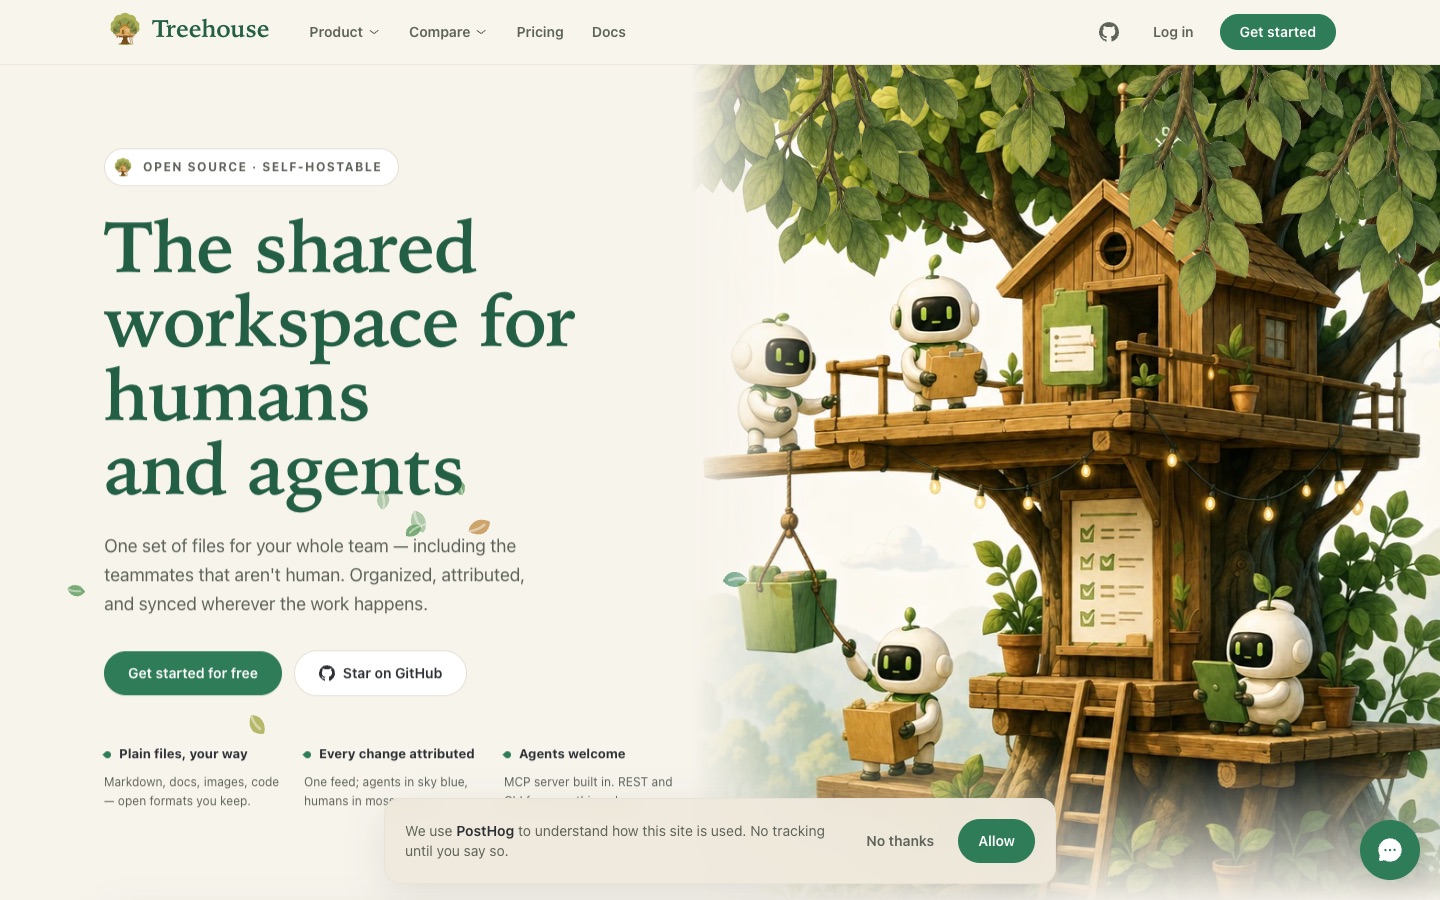 Treehouse
Product
Compare
Pricing
Docs
Log in
Get started
OPEN SOURCE · SELF-HOSTABLE
The shared
workspace for
humans
and agents
One set of files for your whole team — including the
teammates that aren't human. Organized, attributed,
and synced wherever the work happens.
Get started for free
Star on GitHub
Plain files, your way
Markdown, docs, images, code
— open formats you keep.
Every change attributed
One feed; agents in sky blue,
humans in moss
Agents welcome
MCP server built in. REST and
We use PostHog to understand how this site is used. No tracking
until you say so.
No thanks
Allow